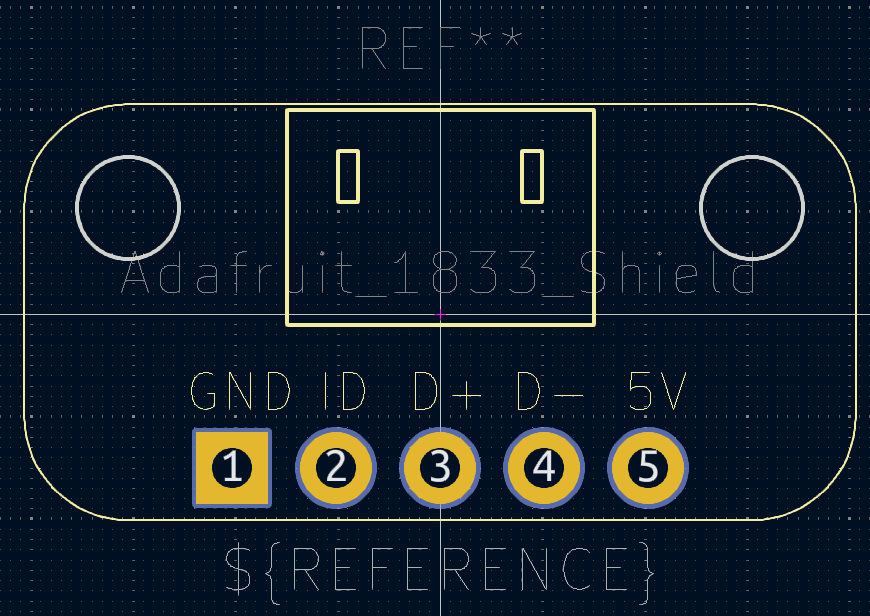 REF**
Adafruit_1833_Shield
GND ID D+ D- 5V
1 2 3 4 5
${REFERENCE}